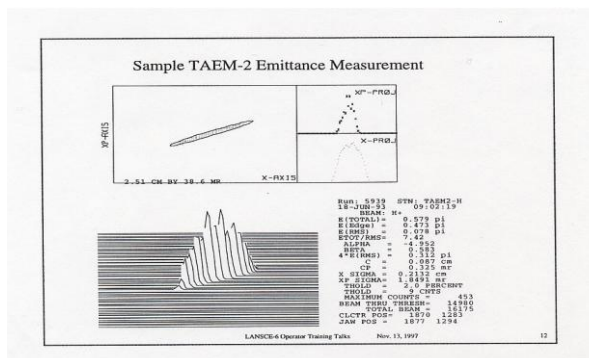 Sample TAEM-2 Emittance Measurement
XP-PROJ
XP-AXIS
X-PROJ
X-AXIS
2.51 CM BY 38.6 MR
Run: 5939 STN: TAEM2-H
18-JUN-93 09:02:19
BEAM: H+
E(TOTAL)= 0.579 pi
E(Edge) = 0.473 pi
E(RMS) = 0.078 pi
ETOT/RMS= 7.42
ALPHA = -4.952
BETA = 0.583
4*E(RMS) = 0.312 pi
C = 0.087 cm
CP = 0.325 mr
X SIGMA = 0.2132 cm
XP SIGMA= 1.8491 mr
THOLD = 2.0 PERCENT
THOLD = 9 CNTS
MAXIMUM COUNTS = 453
BEAM THRU THRESH= 14980
TOTAL BEAM = 16175
CLCTR POS= 1870 1283
JAW POS = 1877 1294
LANSCE-6 Operator Training Talks Nov. 13, 1997 12